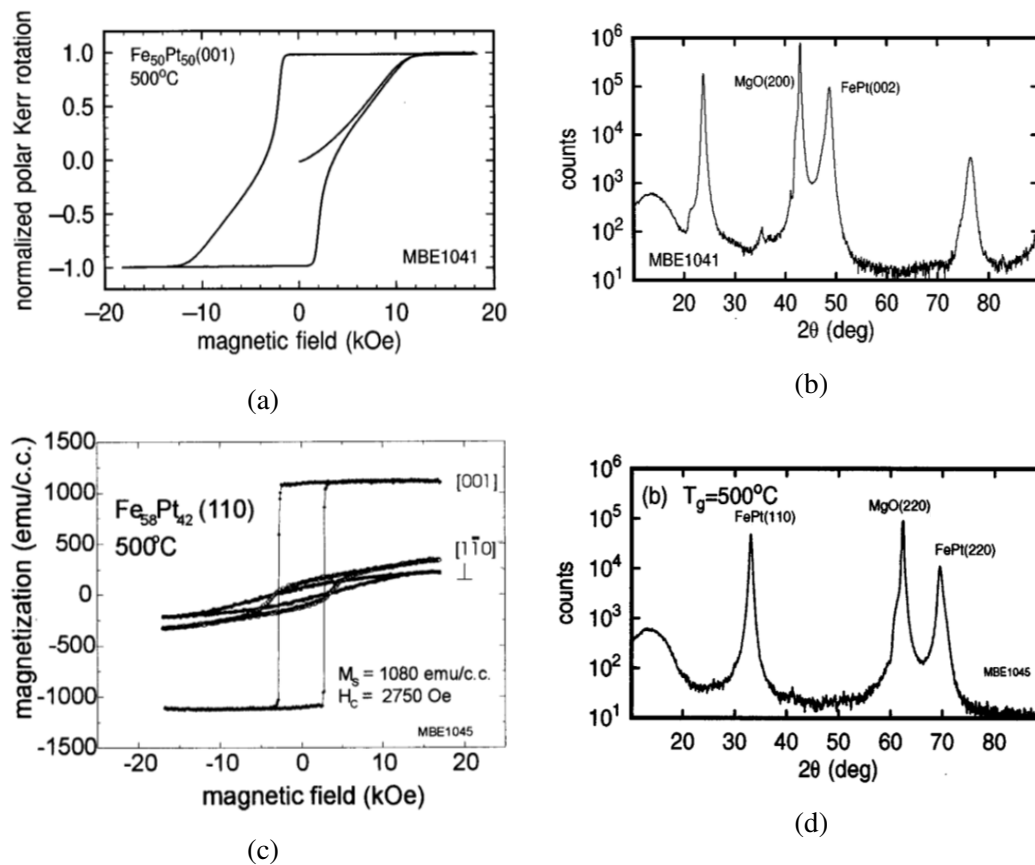 normalized polar Kerr rotation
1.0
0.5
0.0
−0.5
−1.0
Fe50Pt50(001)
500°C
MBE1041
−20
−10
0
10
20
magnetic field (kOe)
(a)
counts
10^6
10^5
10^4
10^3
10^2
10^1
MgO(200)
FePt(002)
MBE1041
20
30
40
50
60
70
80
2θ (deg)
(b)
magnetization (emu/c.c.)
1500
1000
500
0
-500
-1000
-1500
Fe58Pt42 (110)
500°C
[001]
[1\bar{1}0]
⊥
Ms = 1080 emu/c.c.
Hc = 2750 Oe
MBE1045
-20
-10
0
10
20
magnetic field (kOe)
(c)
counts
10^6
10^5
10^4
10^3
10^2
10^1
(b) Tg=500°C
FePt(110)
MgO(220)
FePt(220)
MBE1045
20
30
40
50
60
70
80
2θ (deg)
(d)